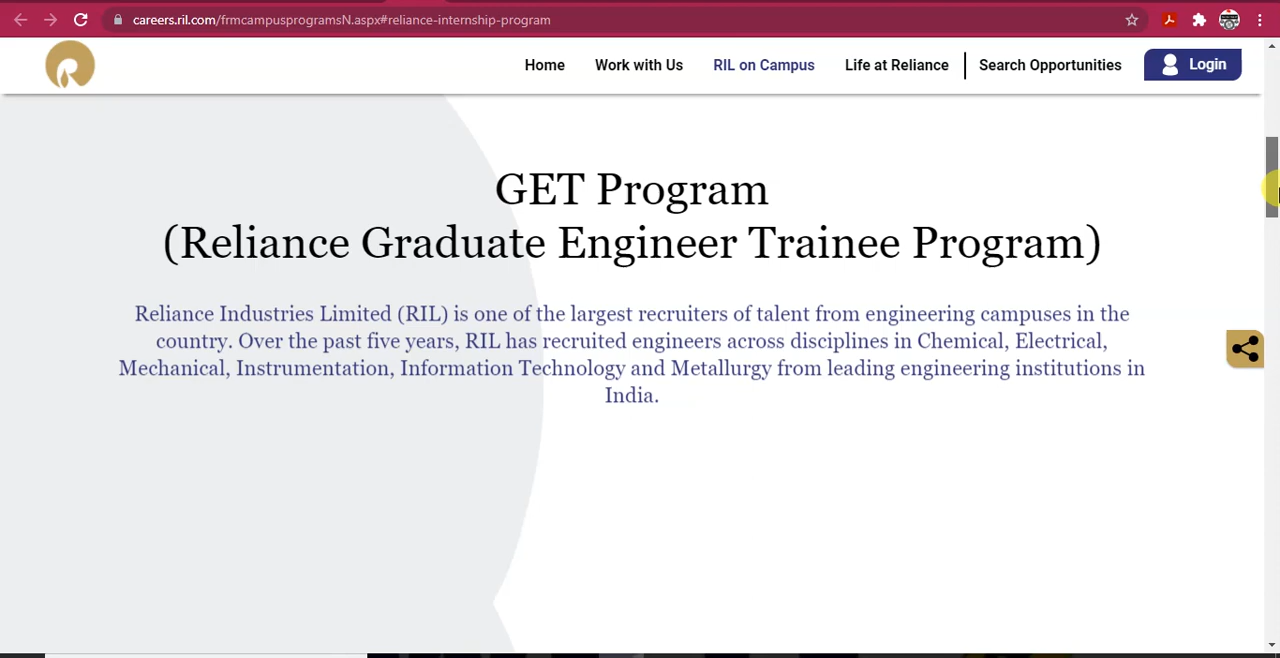 careers.ril.com/frmcampusprogramsN.aspx#reliance-internship-program
Home Work with Us RIL on Campus Life at Reliance Search Opportunities Login
GET Program
(Reliance Graduate Engineer Trainee Program)
Reliance Industries Limited (RIL) is one of the largest recruiters of talent from engineering campuses in the
country. Over the past five years, RIL has recruited engineers across disciplines in Chemical, Electrical,
Mechanical, Instrumentation, Information Technology and Metallurgy from leading engineering institutions in
India.